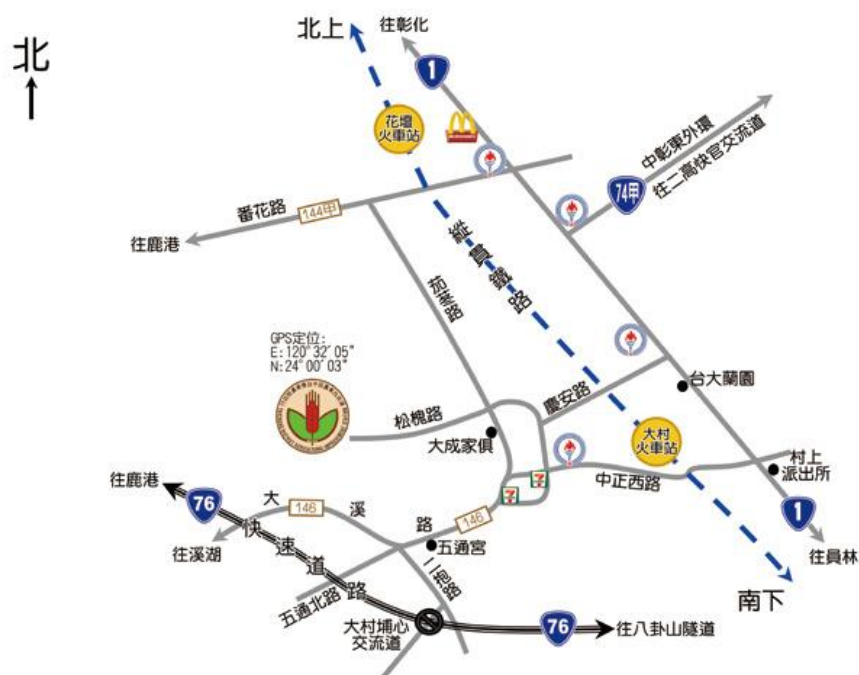 北
北上
往彰化
1
花壇
火車站
中彰東外環
往二高快官交流道
74甲
番花路
144甲
往鹿港
縱貫鐵路
茄苳路
GPS定位:
E:120°32'05"
N:24°00'03"
台大蘭園
松槐路
慶安路
大成家俱
大村
火車站
村上
派出所
中正西路
往鹿港
76
大溪路
146
146
7
7
1
往溪湖
快速道路
五通宮
二抱路
往員林
五通北路
南下
大村埔心
交流道
76
往八卦山隧道